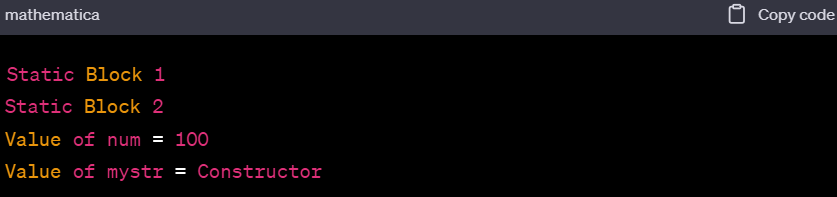 mathematica Copy code
Static Block 1
Static Block 2
Value of num = 100
Value of mystr = Constructor